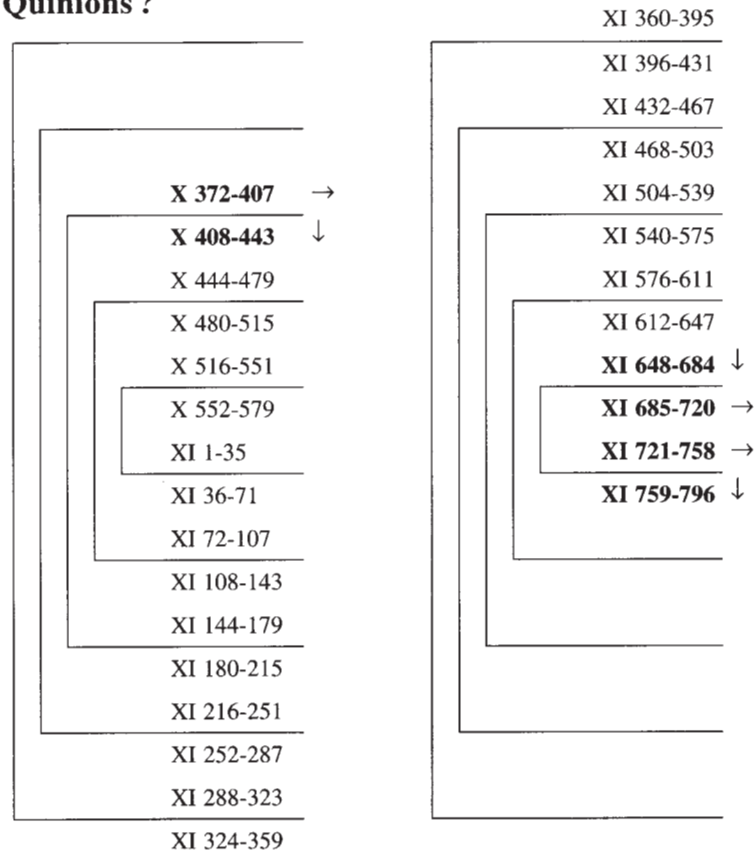 Quinions ?
X 372-407 →
X 408-443 ↓
X 444-479
X 480-515
X 516-551
X 552-579
XI 1-35
XI 36-71
XI 72-107
XI 108-143
XI 144-179
XI 180-215
XI 216-251
XI 252-287
XI 288-323
XI 324-359
XI 360-395
XI 396-431
XI 432-467
XI 468-503
XI 504-539
XI 540-575
XI 576-611
XI 612-647
XI 648-684 ↓
XI 685-720 →
XI 721-758 →
XI 759-796 ↓